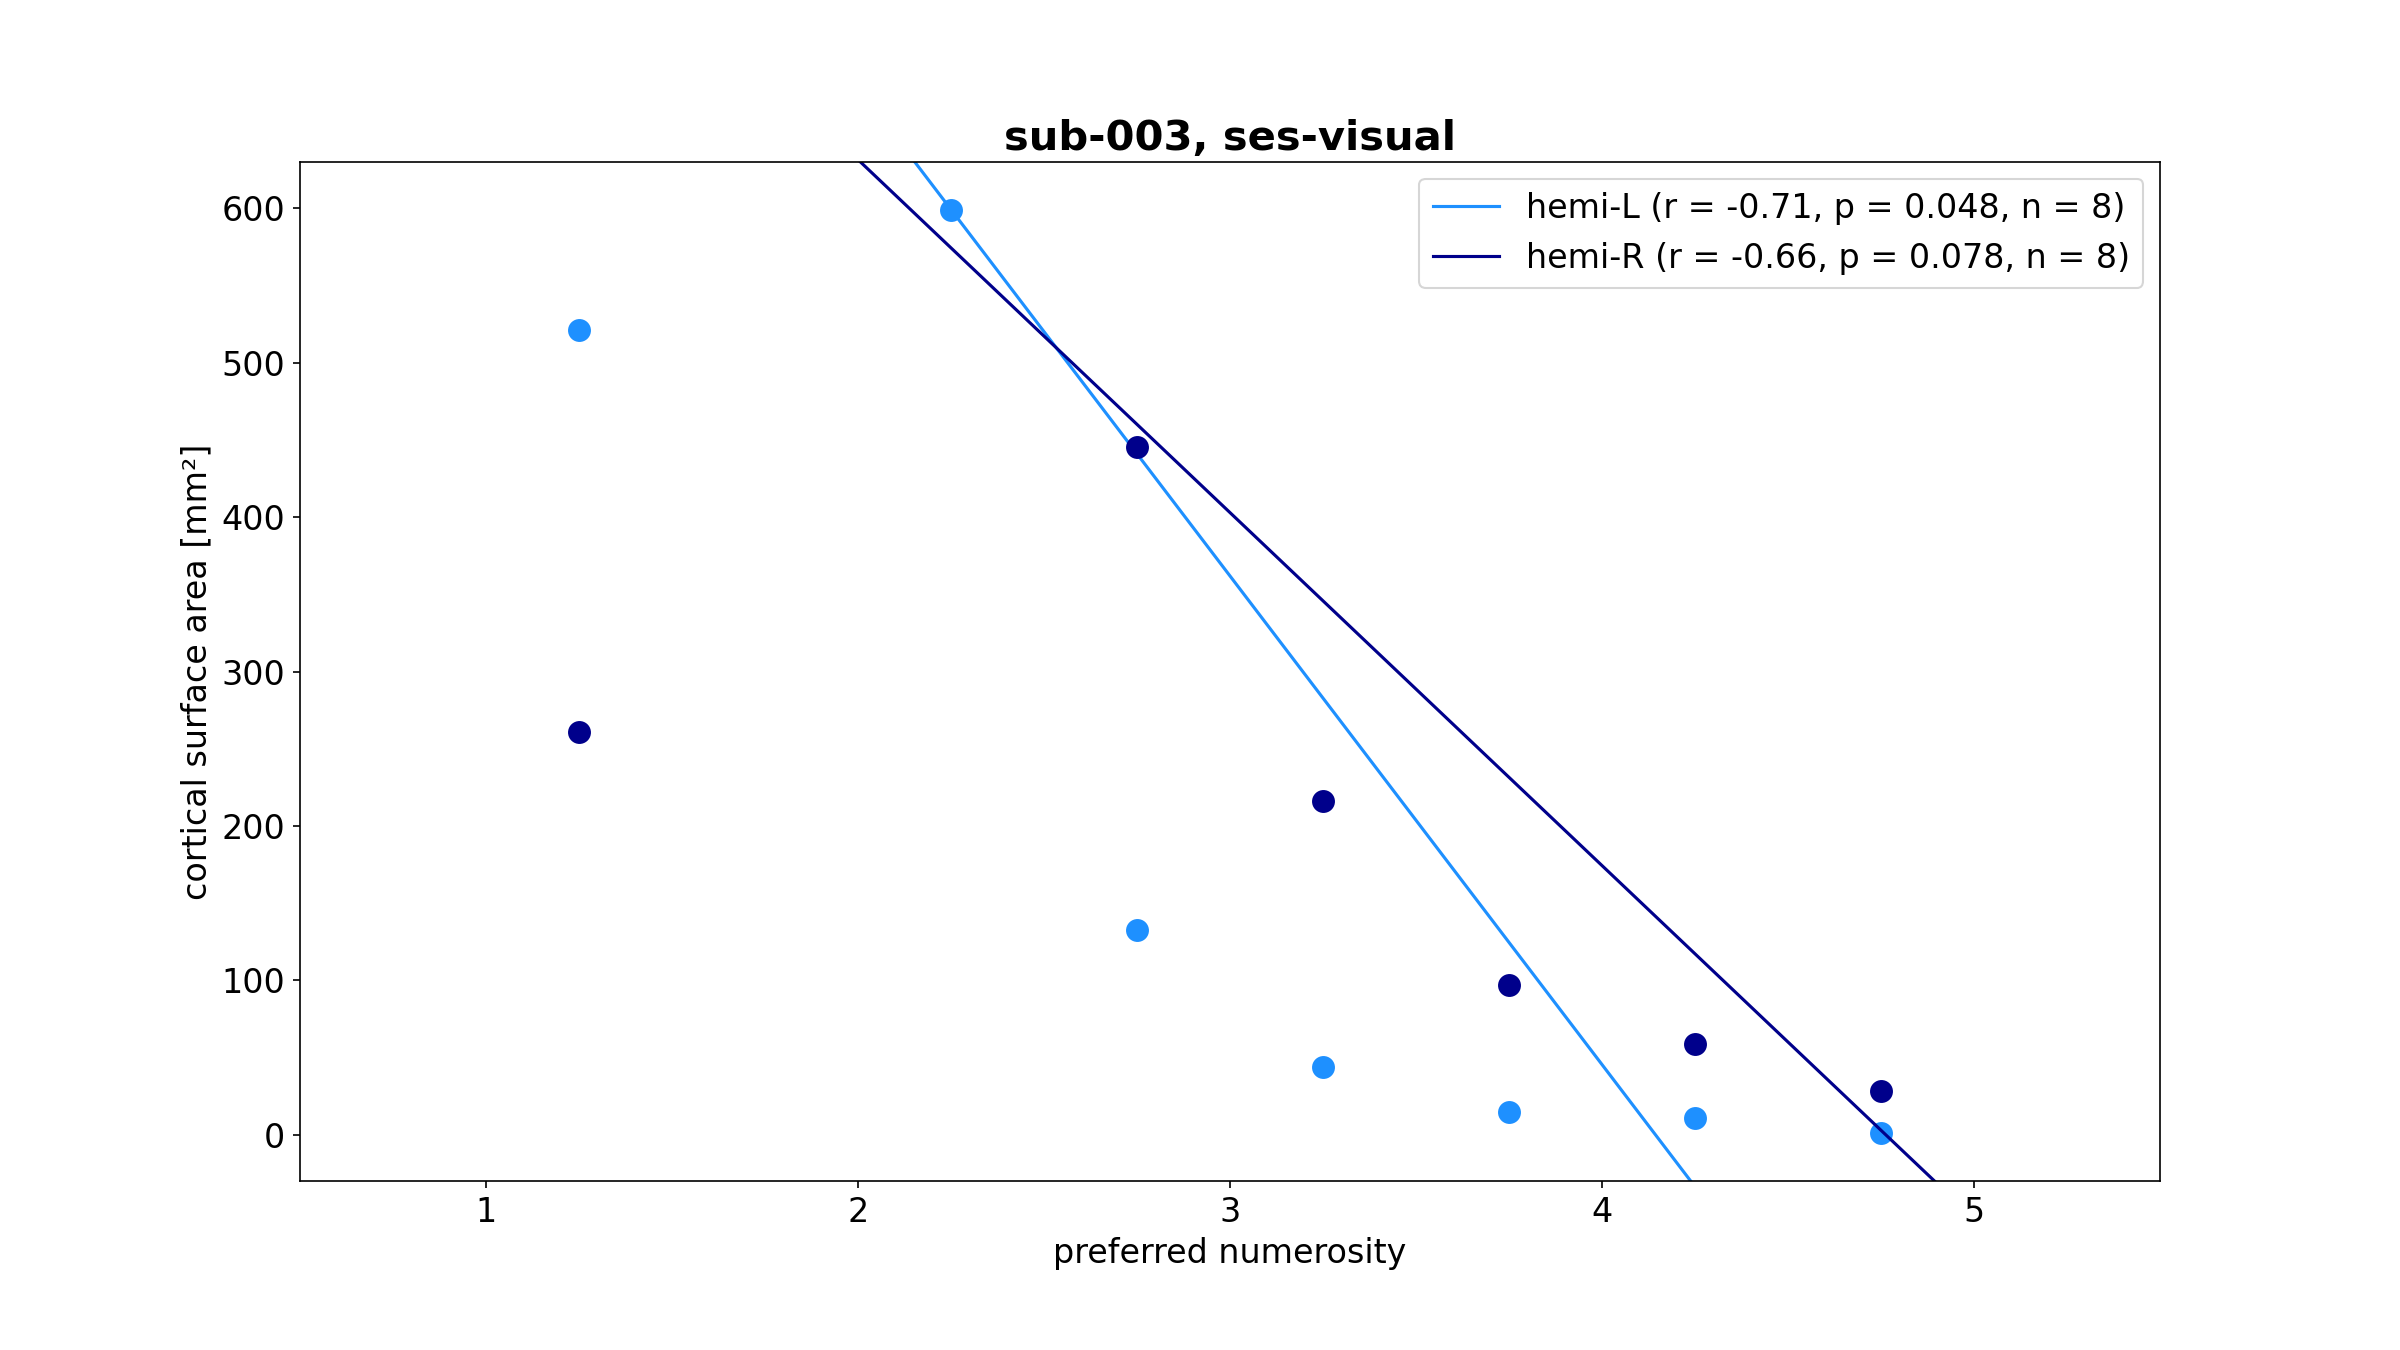 sub-003, ses-visual
hemi-L (r = -0.71, p = 0.048, n = 8)
hemi-R (r = -0.66, p = 0.078, n = 8)
cortical surface area [mm²]
600
500
400
300
200
100
0
1 2 3 4 5
preferred numerosity